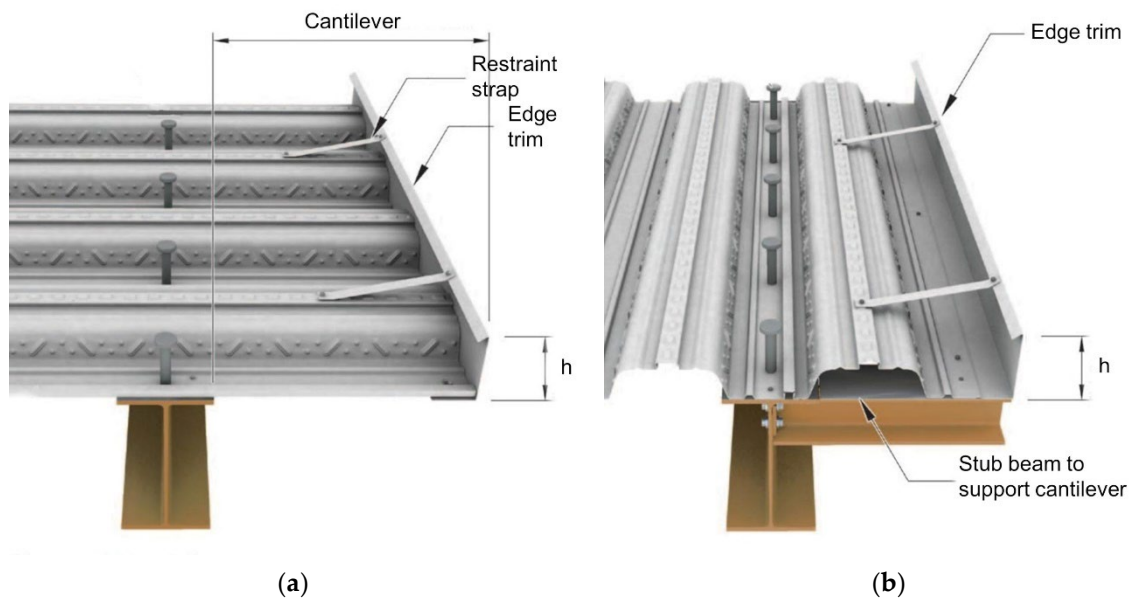 Cantilever
Restraint
strap
Edge
trim
h
(a)
Edge trim
h
Stub beam to
support cantilever
(b)